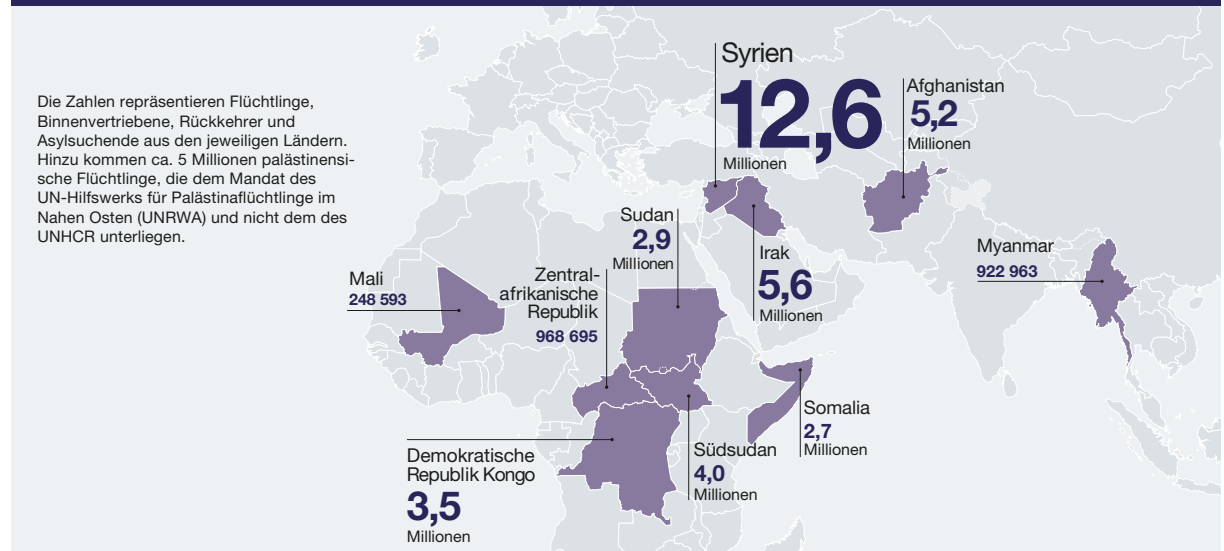 Die Zahlen repräsentieren Flüchtlinge,
Binnenvertriebene, Rückkehrer und
Asylsuchende aus den jeweiligen Ländern.
Hinzu kommen ca. 5 Millionen palästinensi-
sche Flüchtlinge, die dem Mandat des
UN-Hilfswerks für Palästinaflüchtlinge im
Nahen Osten (UNRWA) und nicht dem des
UNHCR unterliegen.
Syrien
12,6
Millionen
Afghanistan
5,2
Millionen
Sudan
2,9
Millionen
Irak
5,6
Millionen
Myanmar
922 963
Mali
248 593
Zentral-
afrikanische
Republik
968 695
Somalia
2,7
Millionen
Südsudan
4,0
Millionen
Demokratische
Republik Kongo
3,5
Millionen